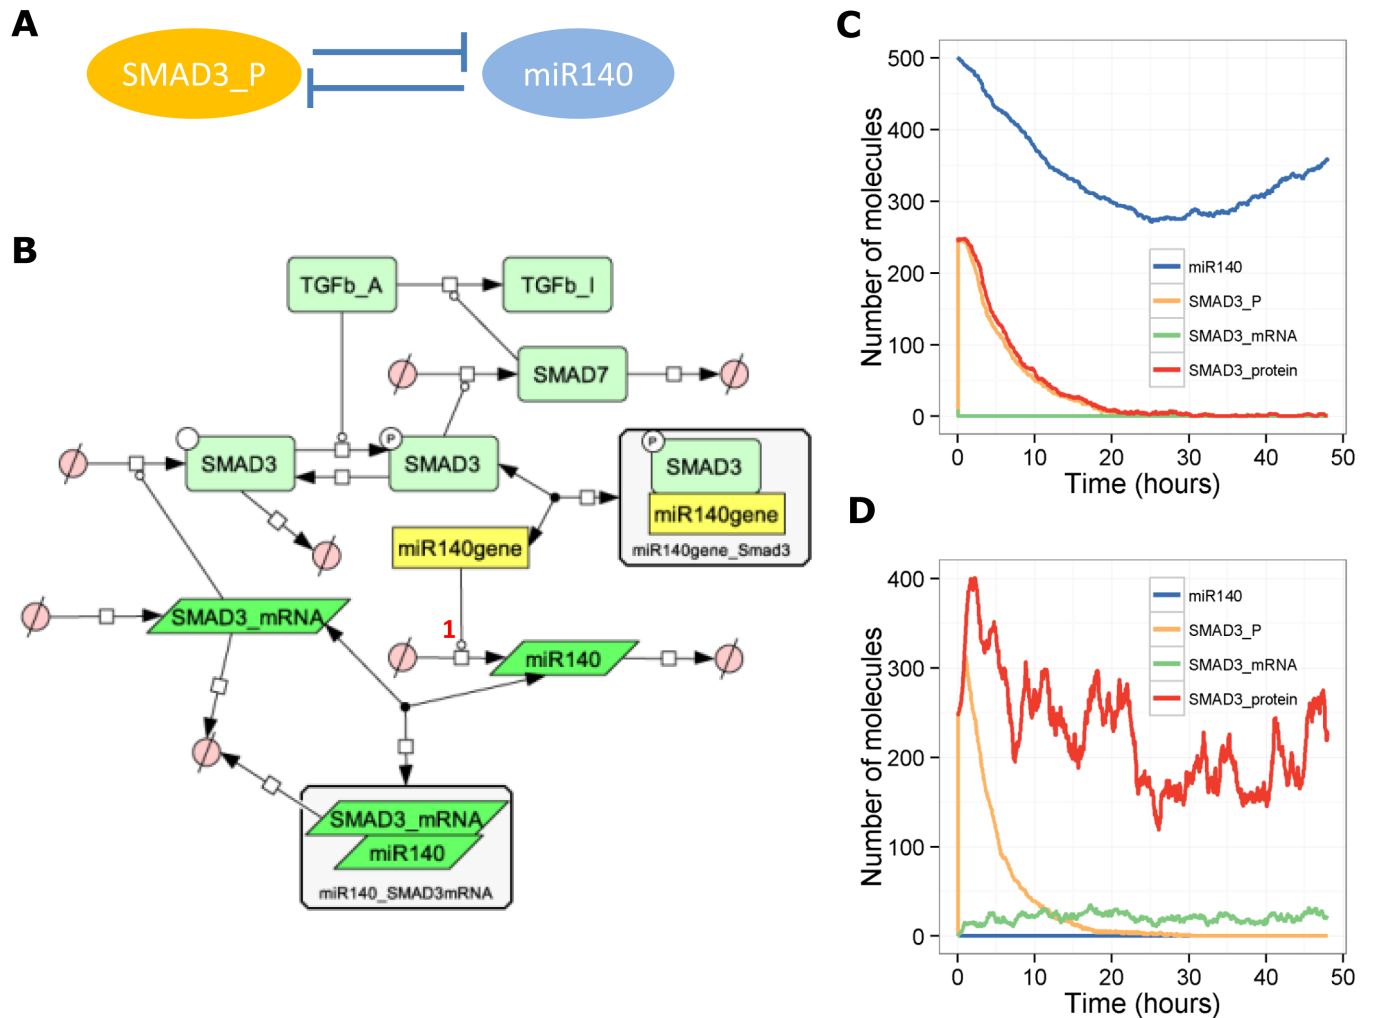 A
SMAD3_P
miR140
B
TGFb_A
TGFb_I
SMAD7
SMAD3
P
SMAD3
P
SMAD3
miR140gene
miR140gene_Smad3
miR140gene
SMAD3_mRNA
1
miR140
SMAD3_mRNA
miR140
miR140_SMAD3mRNA
C
Number of molecules
500
400
300
200
100
0
miR140
SMAD3_P
SMAD3_mRNA
SMAD3_protein
0 10 20 30 40 50
Time (hours)
D
Number of molecules
400
300
200
100
0
miR140
SMAD3_P
SMAD3_mRNA
SMAD3_protein
0 10 20 30 40 50
Time (hours)